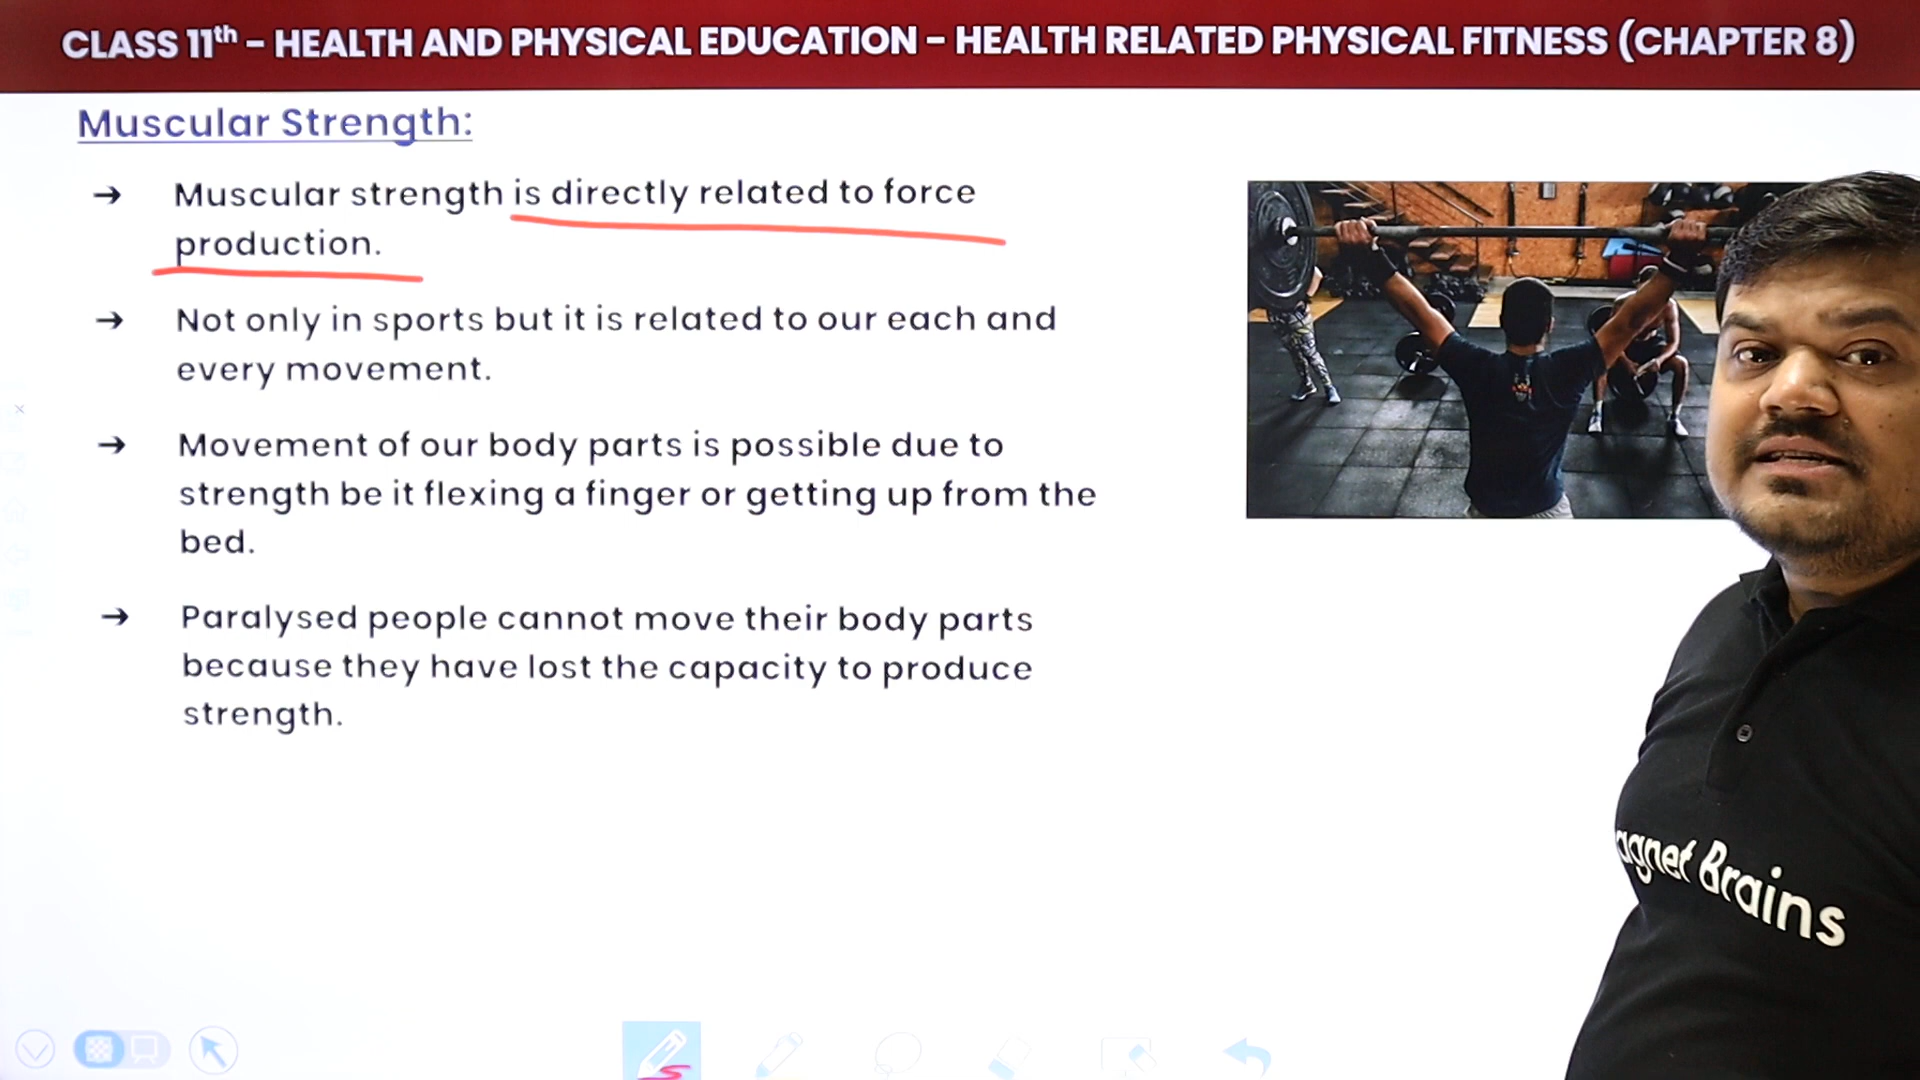 CLASS 11th – HEALTH AND PHYSICAL EDUCATION – HEALTH RELATED PHYSICAL FITNESS (CHAPTER 8)
Muscular Strength:
→ Muscular strength is directly related to force
production.
→ Not only in sports but it is related to our each and
every movement.
→ Movement of our body parts is possible due to
strength be it flexing a finger or getting up from the
bed.
→ Paralysed people cannot move their body parts
because they have lost the capacity to produce
strength.
agnet Brains